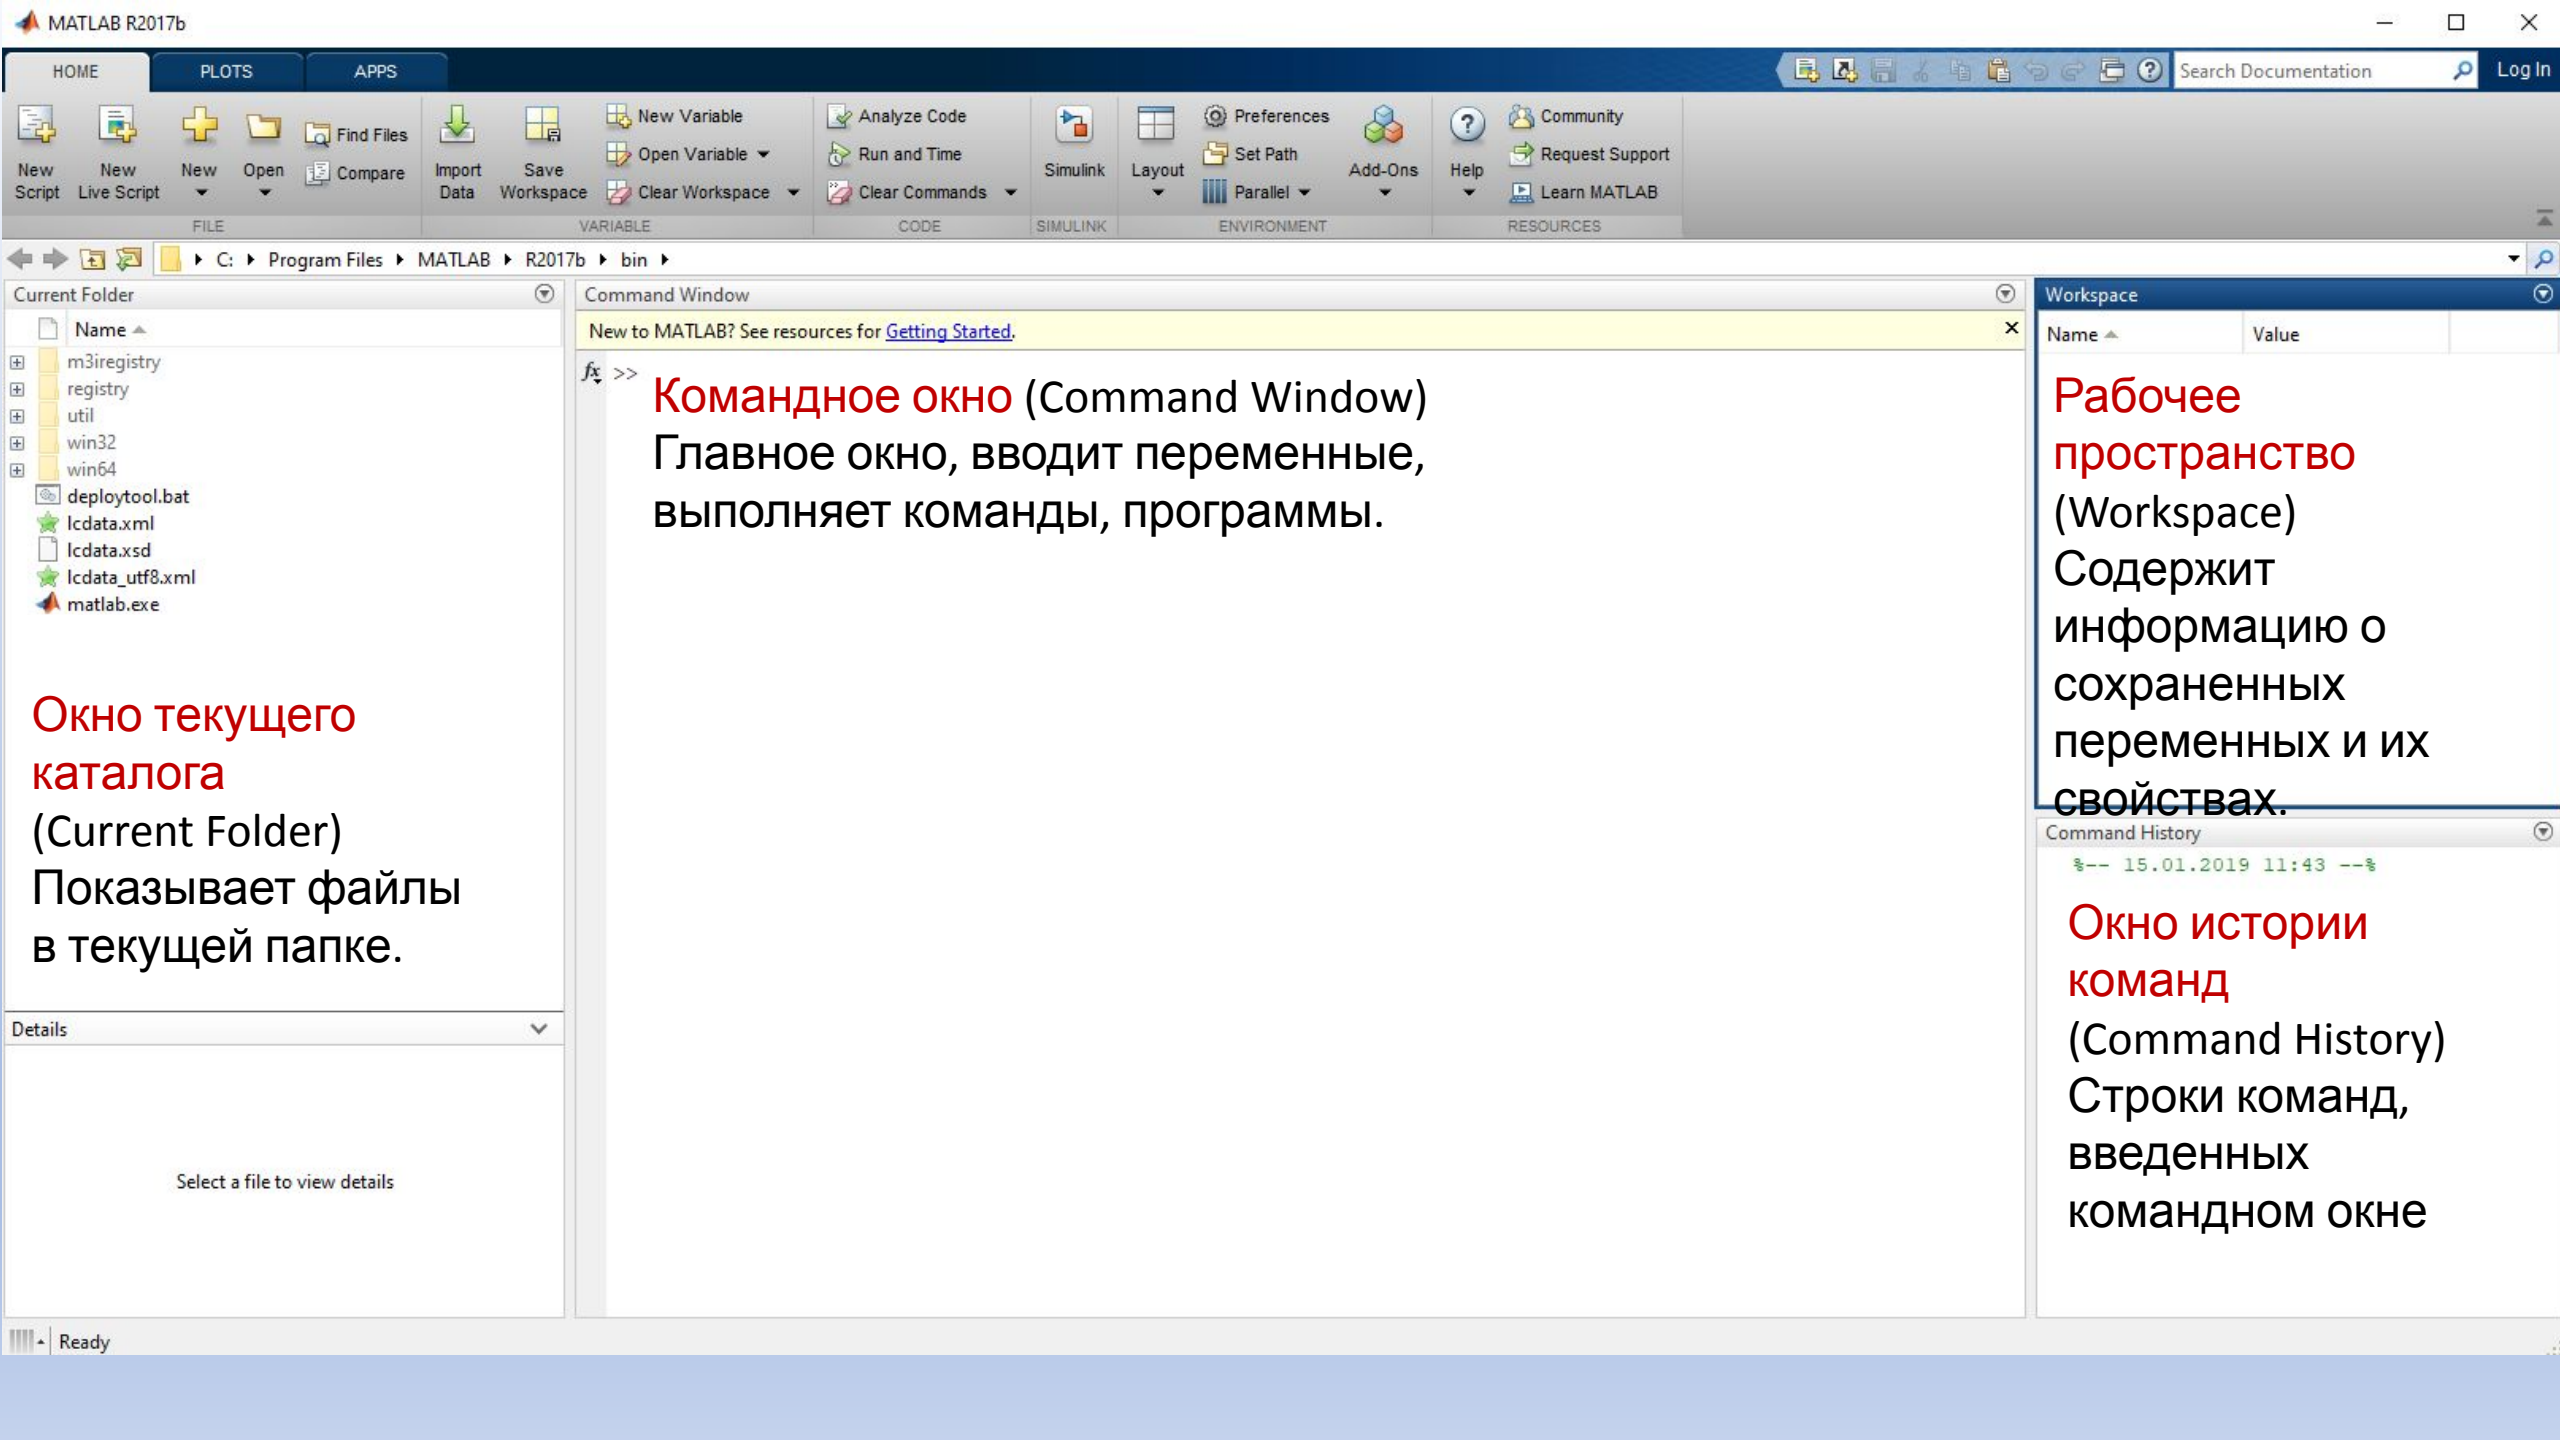 MATLAB R2017b
HOME PLOTS APPS
Search Documentation
Log In
New Script
New Live Script
New
Open
Find Files
Compare
Import Data
Save Workspace
New Variable
Open Variable
Clear Workspace
Analyze Code
Run and Time
Clear Commands
Simulink
Layout
Preferences
Set Path
Parallel
Add-Ons
Help
Community
Request Support
Learn MATLAB
FILE VARIABLE CODE SIMULINK ENVIRONMENT RESOURCES
C: Program Files MATLAB R2017b bin
Current Folder
Name
m3iregistry
registry
util
win32
win64
deploytool.bat
lcdata.xml
lcdata.xsd
lcdata_utf8.xml
matlab.exe
Окно текущего
каталога
(Current Folder)
Показывает файлы
в текущей папке.
Details
Select a file to view details
Command Window
New to MATLAB? See resources for Getting Started.
fx >>
Командное окно (Command Window)
Главное окно, вводит переменные,
выполняет команды, программы.
Workspace
Name Value
Рабочее
пространство
(Workspace)
Содержит
информацию о
сохраненных
переменных и их
свойствах.
Command History
%-- 15.01.2019 11:43 --%
Окно истории
команд
(Command History)
Строки команд,
введенных
командном окне
Ready